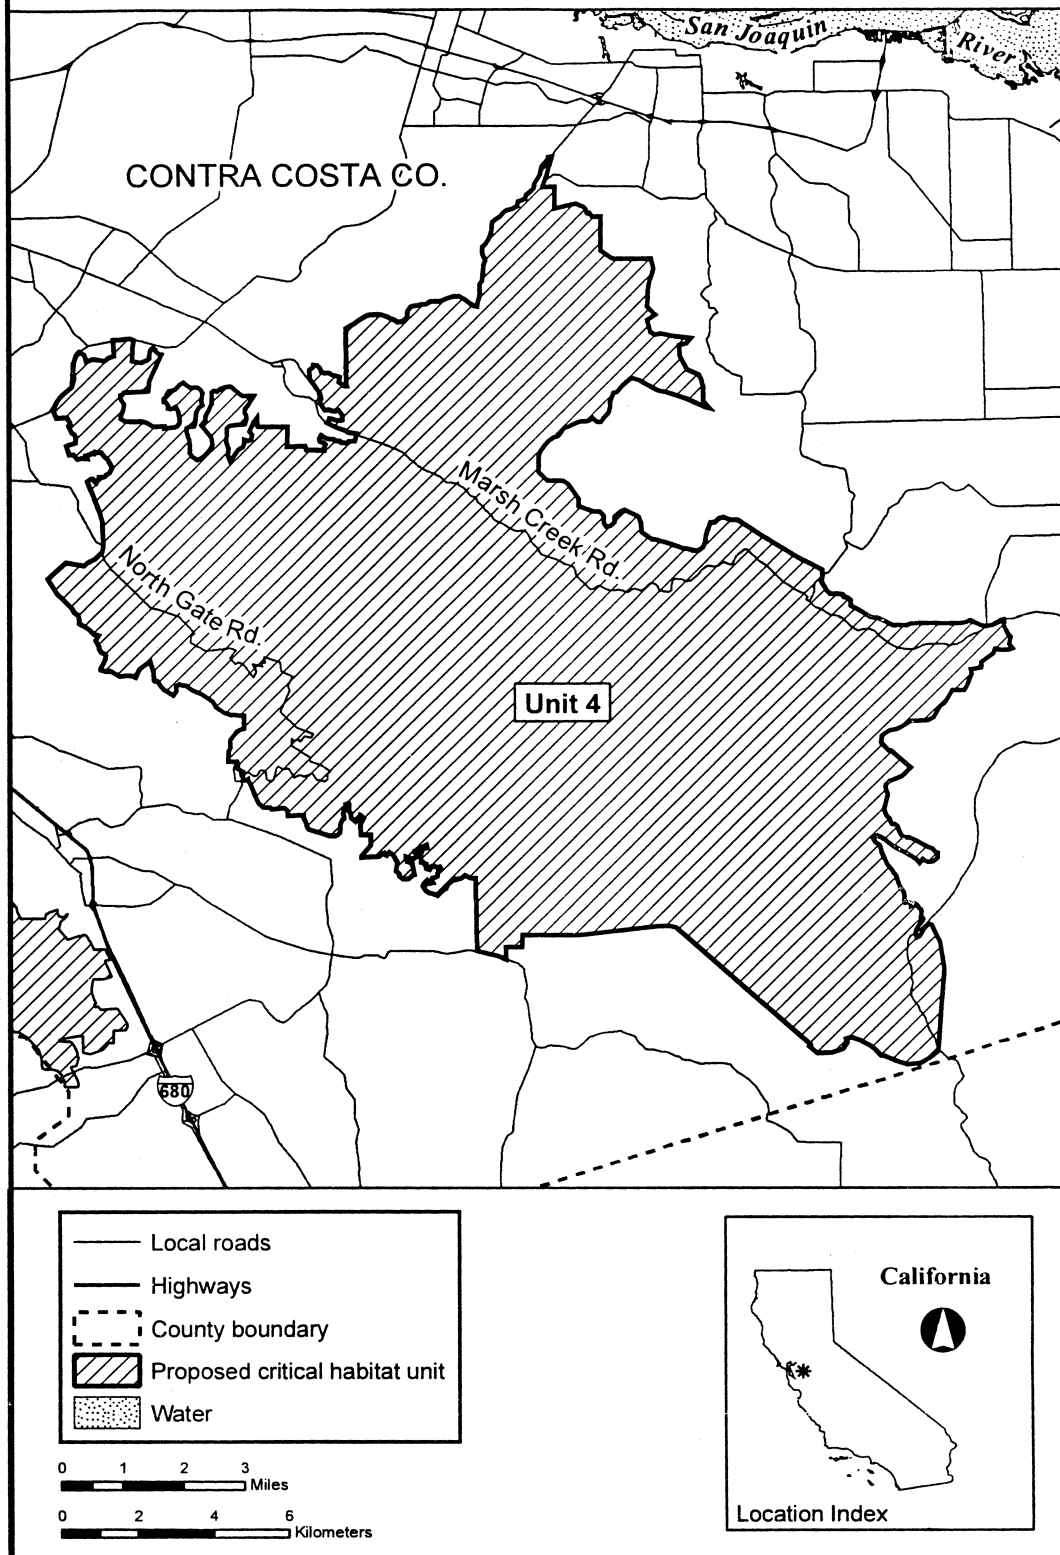 San Joaquin River
CONTRA COSTA CO.
Marsh Creek Rd.
North Gate Rd.
Unit 4
680
Local roads
Highways
County boundary
Proposed critical habitat unit
Water
0 1 2 3
Miles
0 2 4 6
Kilometers
California
Location Index